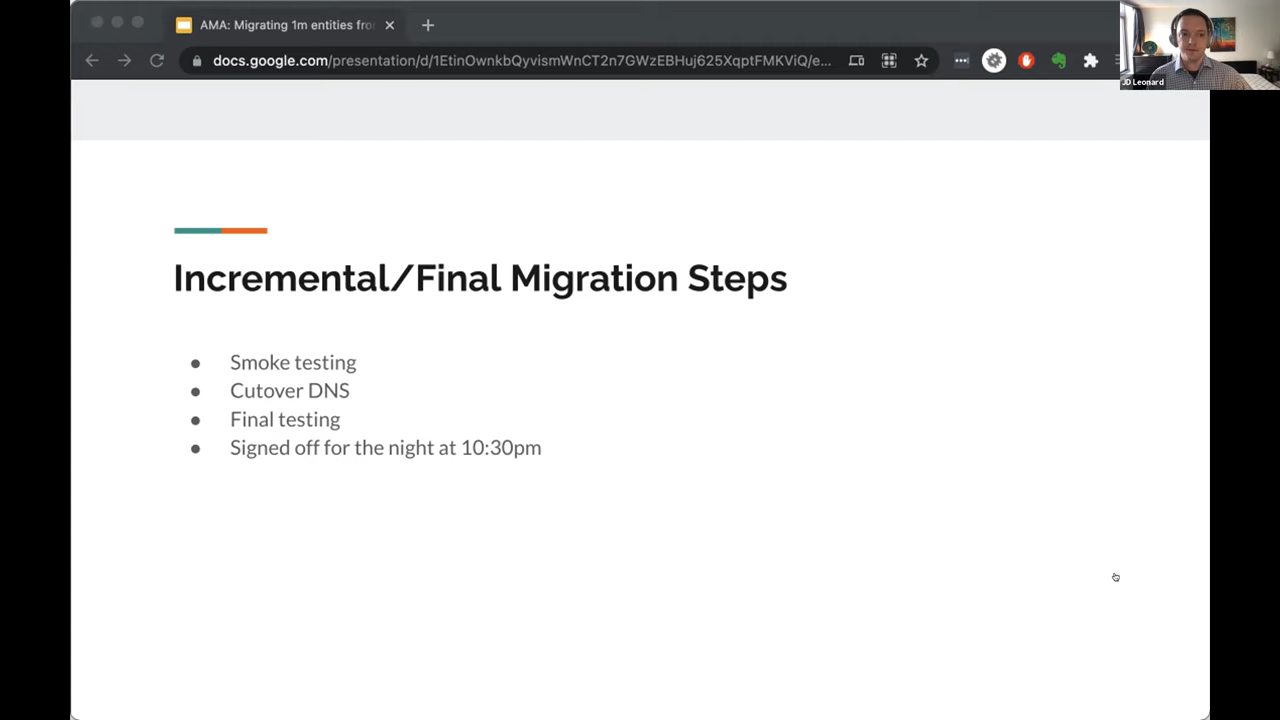 AMA: Migrating 1m entities fro
docs.google.com/presentation/d/1EtinOwnkbQyvismWnCT2n7GWzEBHuj625XqptFMKViQ/e...
JD Leonard
Incremental/Final Migration Steps
● Smoke testing
● Cutover DNS
● Final testing
● Signed off for the night at 10:30pm